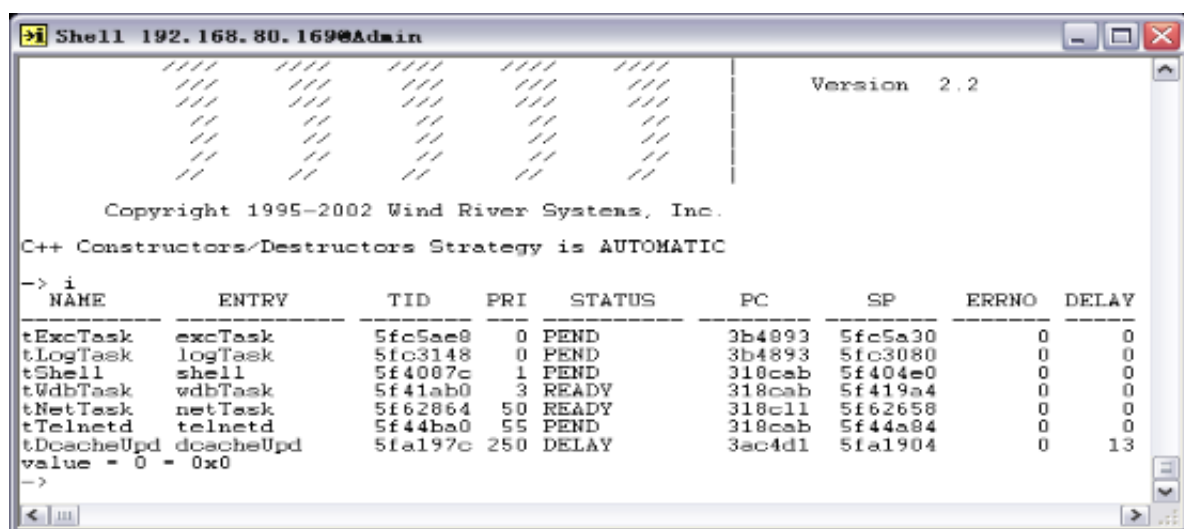 Shell 192.168.80.169@Admin
//// //// //// //// //// |
/// /// /// /// /// | Version 2.2
/// /// /// /// /// |
// // // // // |
// // // // // |
// // // // // |
// // // // // |
Copyright 1995-2002 Wind River Systems, Inc.
C++ Constructors/Destructors Strategy is AUTOMATIC
-> i
NAME ENTRY TID PRI STATUS PC SP ERRNO DELAY
---------- ------------ -------- --- ---------- -------- -------- ------- -----
tExcTask excTask 5fc5ae8 0 PEND 3b4893 5fc5a30 0 0
tLogTask logTask 5fc3148 0 PEND 3b4893 5fc3080 0 0
tShell shell 5f4087c 1 PEND 318cab 5f404e0 0 0
tWdbTask wdbTask 5f41ab0 3 READY 318cab 5f419a4 0 0
tNetTask netTask 5f62864 50 READY 318c11 5f62658 0 0
tTelnetd telnetd 5f44ba0 55 PEND 318cab 5f44a84 0 0
tDcacheUpd dcacheUpd 5fa197c 250 DELAY 3ac4d1 5fa1904 0 13
value = 0 = 0x0
->